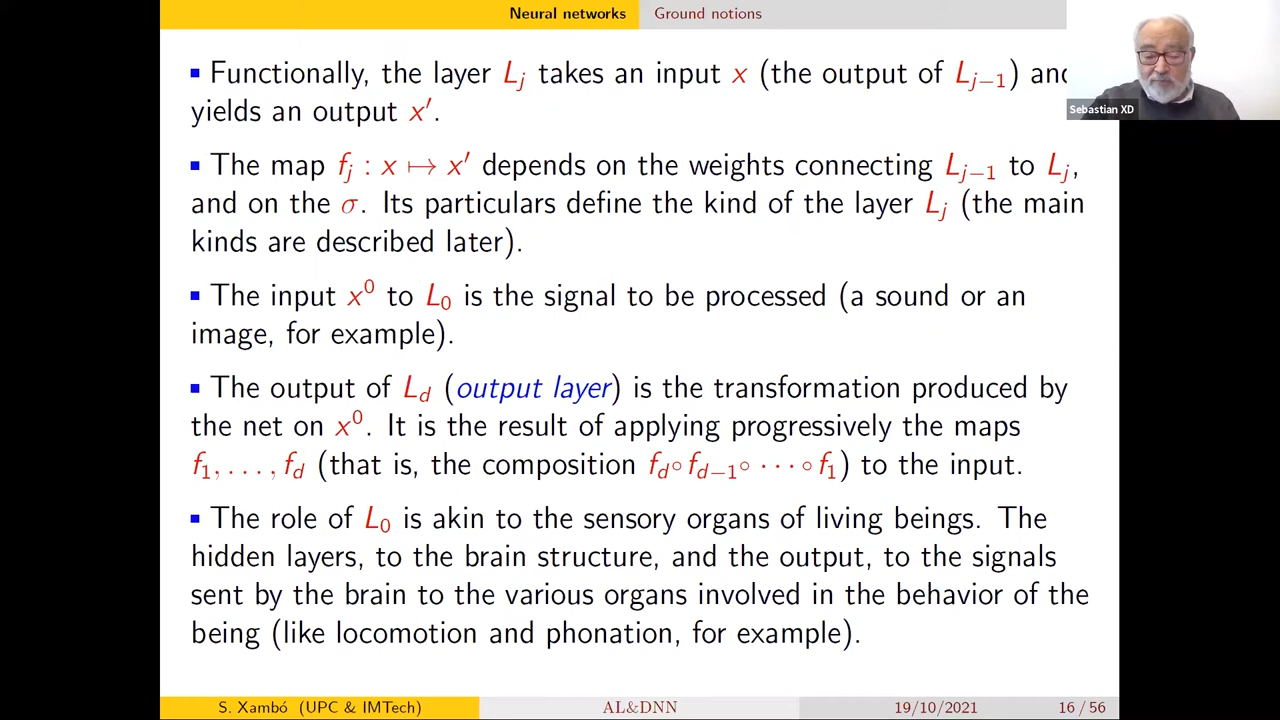 Neural networks Ground notions
Functionally, the layer L_j takes an input x (the output of L_{j−1}) and
Sebastian XD
yields an output x′.
The map f_j : x ↦ x′ depends on the weights connecting L_{j−1} to L_j,
and on the σ. Its particulars define the kind of the layer L_j (the main
kinds are described later).
The input x^0 to L_0 is the signal to be processed (a sound or an
image, for example).
The output of L_d (output layer) is the transformation produced by
the net on x^0. It is the result of applying progressively the maps
f_1, . . . , f_d (that is, the composition f_d ∘ f_{d−1} ∘ ⋯ ∘ f_1) to the input.
The role of L_0 is akin to the sensory organs of living beings. The
hidden layers, to the brain structure, and the output, to the signals
sent by the brain to the various organs involved in the behavior of the
being (like locomotion and phonation, for example).
S. Xambó (UPC & IMTech) AL&DNN 19/10/2021 16 / 56